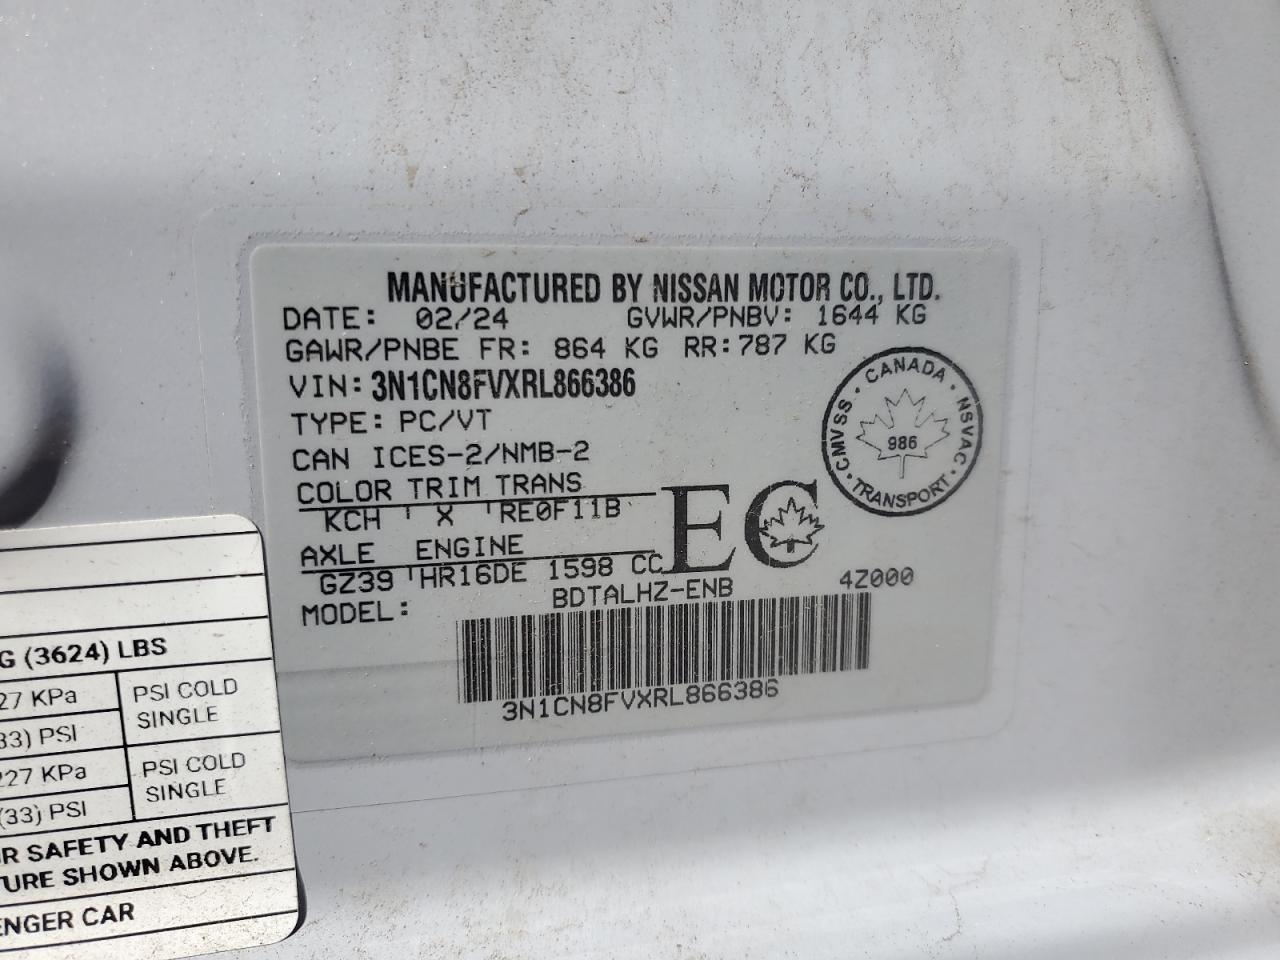 MANUFACTURED BY NISSAN MOTOR CO., LTD.
DATE: 02/24 GVWR/PNBV: 1644 KG
GAWR/PNBE FR: 864 KG RR:787 KG
VIN: 3N1CN8FVXRL866386
TYPE: PC/VT
CAN ICES-2/NMB-2
COLOR TRIM TRANS
KCH X RE0F11B
AXLE ENGINE
GZ39 HR16DE 1598 CC
MODEL: BDTALHZ-ENB 4Z000
3N1CN8FVXRL866386
CANADA · NSVAC · TRANSPORT · CMVSS ·
986
EC
G (3624) LBS
27 KPa PSI COLD SINGLE
33) PSI
227 KPa PSI COLD SINGLE
(33) PSI
R SAFETY AND THEFT
TURE SHOWN ABOVE.
ENGER CAR